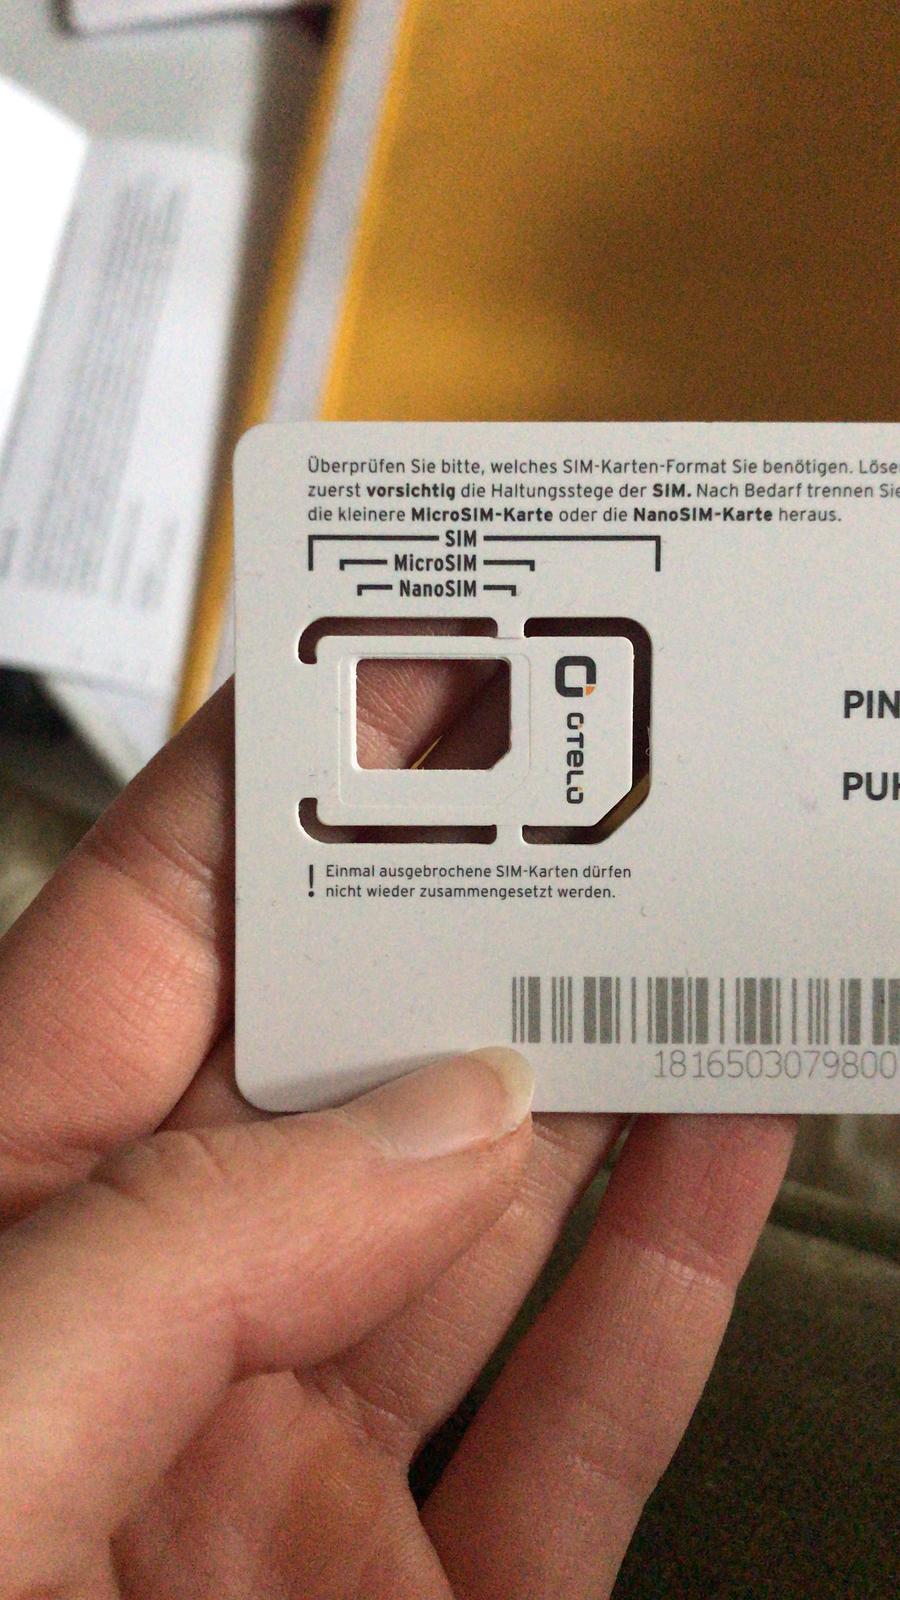 Überprüfen Sie bitte, welches SIM-Karten-Format Sie benötigen. Löse
zuerst vorsichtig die Haltungsstege der SIM. Nach Bedarf trennen Sie
die kleinere MicroSIM-Karte oder die NanoSIM-Karte heraus.
SIM
MicroSIM
NanoSIM
OTELO
PIN
PUK
! Einmal ausgebrochene SIM-Karten dürfen
nicht wieder zusammengesetzt werden.
1816503079800